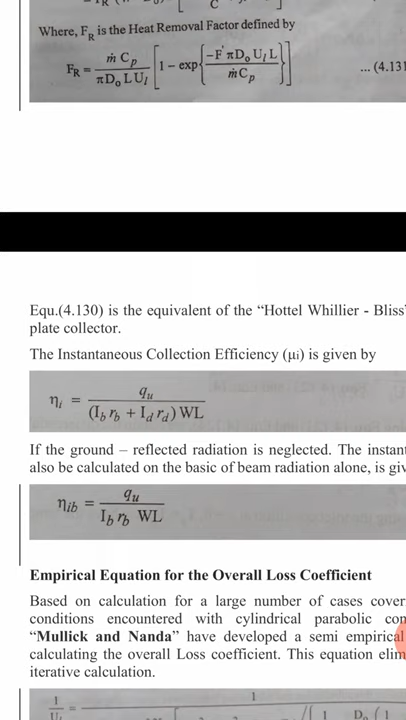 Where, F_R is the Heat Removal Factor defined by
F_R = ṁ C_p / πD_o L U_l [1 − exp{−F' πD_o U_l L / ṁ C_p}] ... (4.131
Equ.(4.130) is the equivalent of the “Hottel Whillier - Bliss”
plate collector.
The Instantaneous Collection Efficiency (μi) is given by
η_i = q_u / (I_b r_b + I_d r_d) WL
If the ground – reflected radiation is neglected. The instant
also be calculated on the basic of beam radiation alone, is giv
η_ib = q_u / I_b r_b WL
Empirical Equation for the Overall Loss Coefficient
Based on calculation for a large number of cases cover
conditions encountered with cylindrical parabolic con
“Mullick and Nanda” have developed a semi empirical
calculating the overall Loss coefficient. This equation elim
iterative calculation.